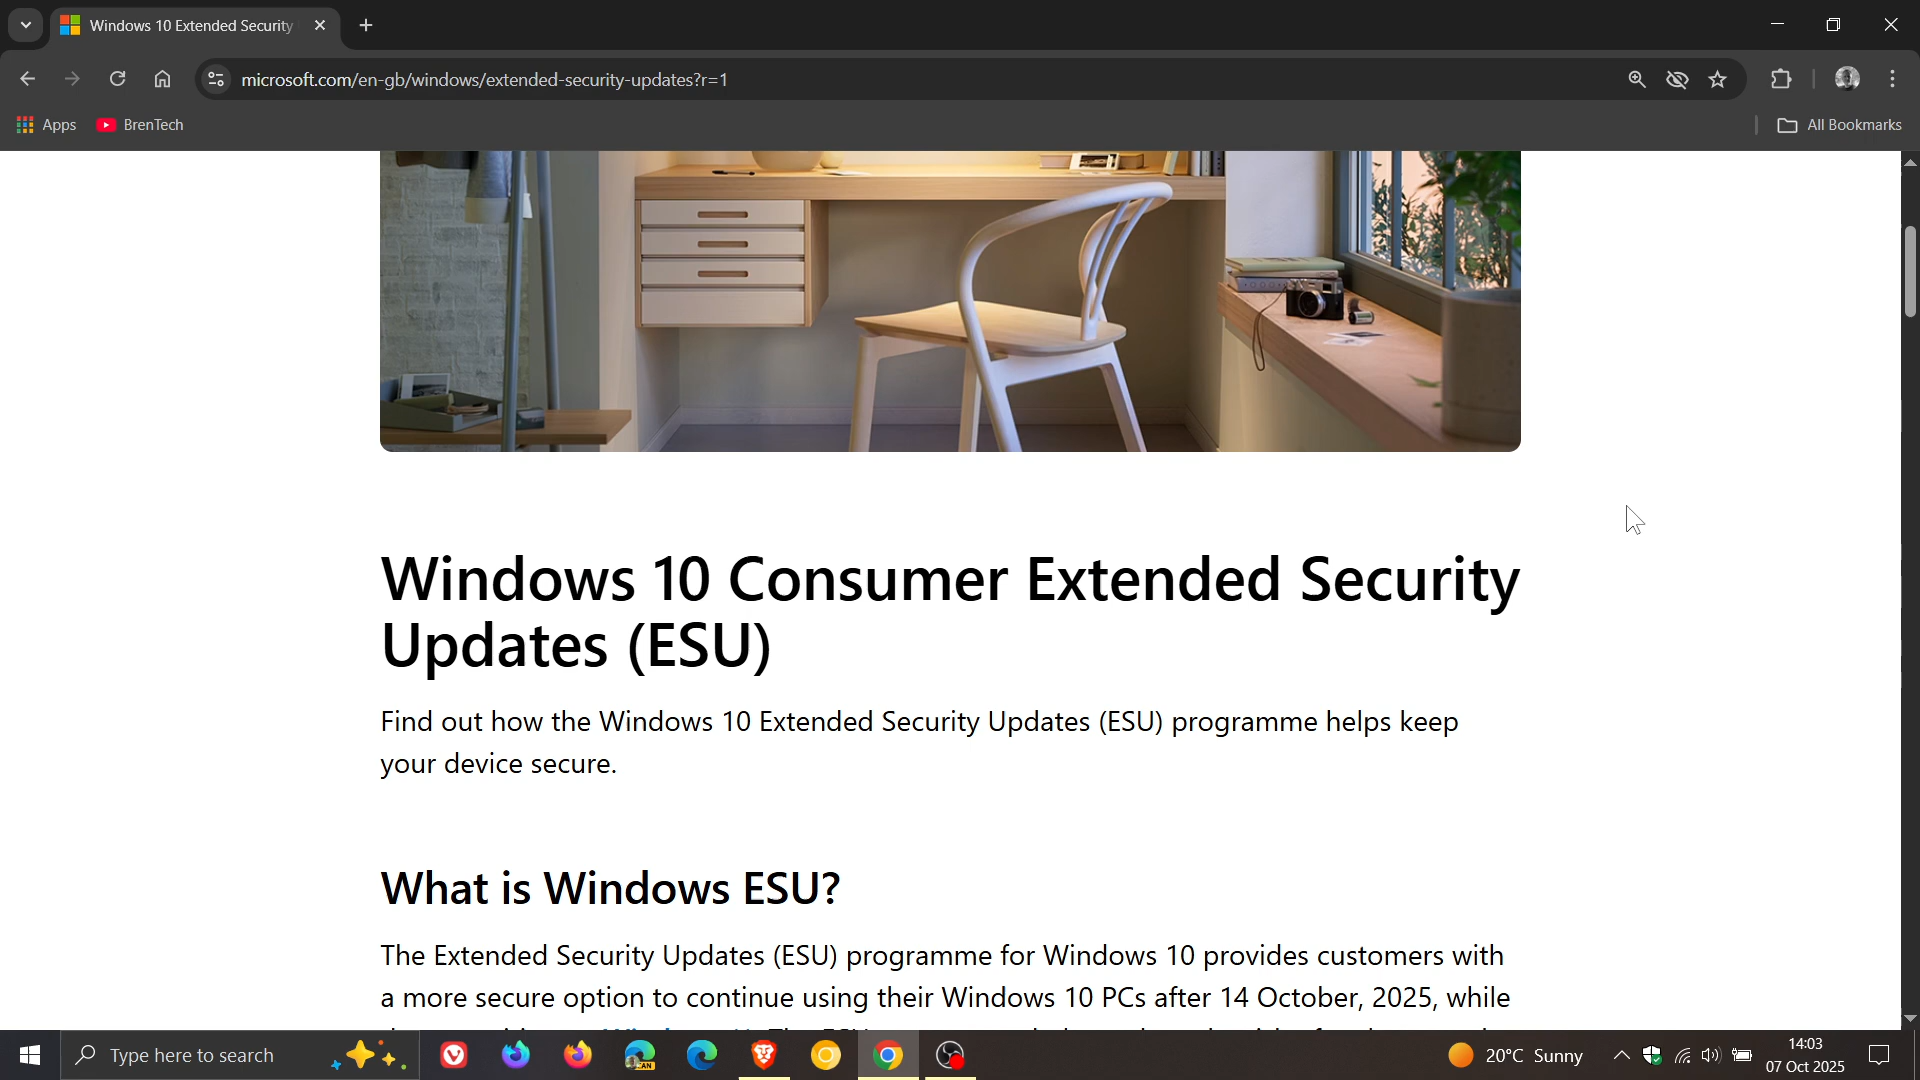 Windows 10 Extended Security
microsoft.com/en-gb/windows/extended-security-updates?r=1
Apps
BrenTech
All Bookmarks
Windows 10 Consumer Extended Security
Updates (ESU)
Find out how the Windows 10 Extended Security Updates (ESU) programme helps keep
your device secure.
What is Windows ESU?
The Extended Security Updates (ESU) programme for Windows 10 provides customers with
a more secure option to continue using their Windows 10 PCs after 14 October, 2025, while
Type here to search
CAN
20°C Sunny
14:03
07 Oct 2025